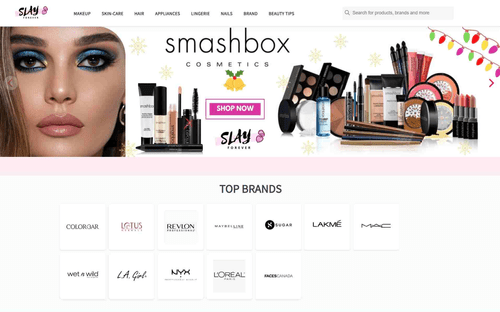 SLAY
FOREVER
MAKEUP SKIN-CARE HAIR APPLIANCES LINGERIE NAILS BRAND BEAUTY TIPS
Search for products, brands and more
smashbox
COSMETICS
SHOP NOW
SLAY
FOREVER
TOP BRANDS
COLORBAR
LOTUS
REVLON
PROFESSIONAL
MAYBELLINE
SUGAR
LAKMÉ
MAC
wet n wild
L.A. Girl
NYX
L'ORÉAL
FACESCANADA